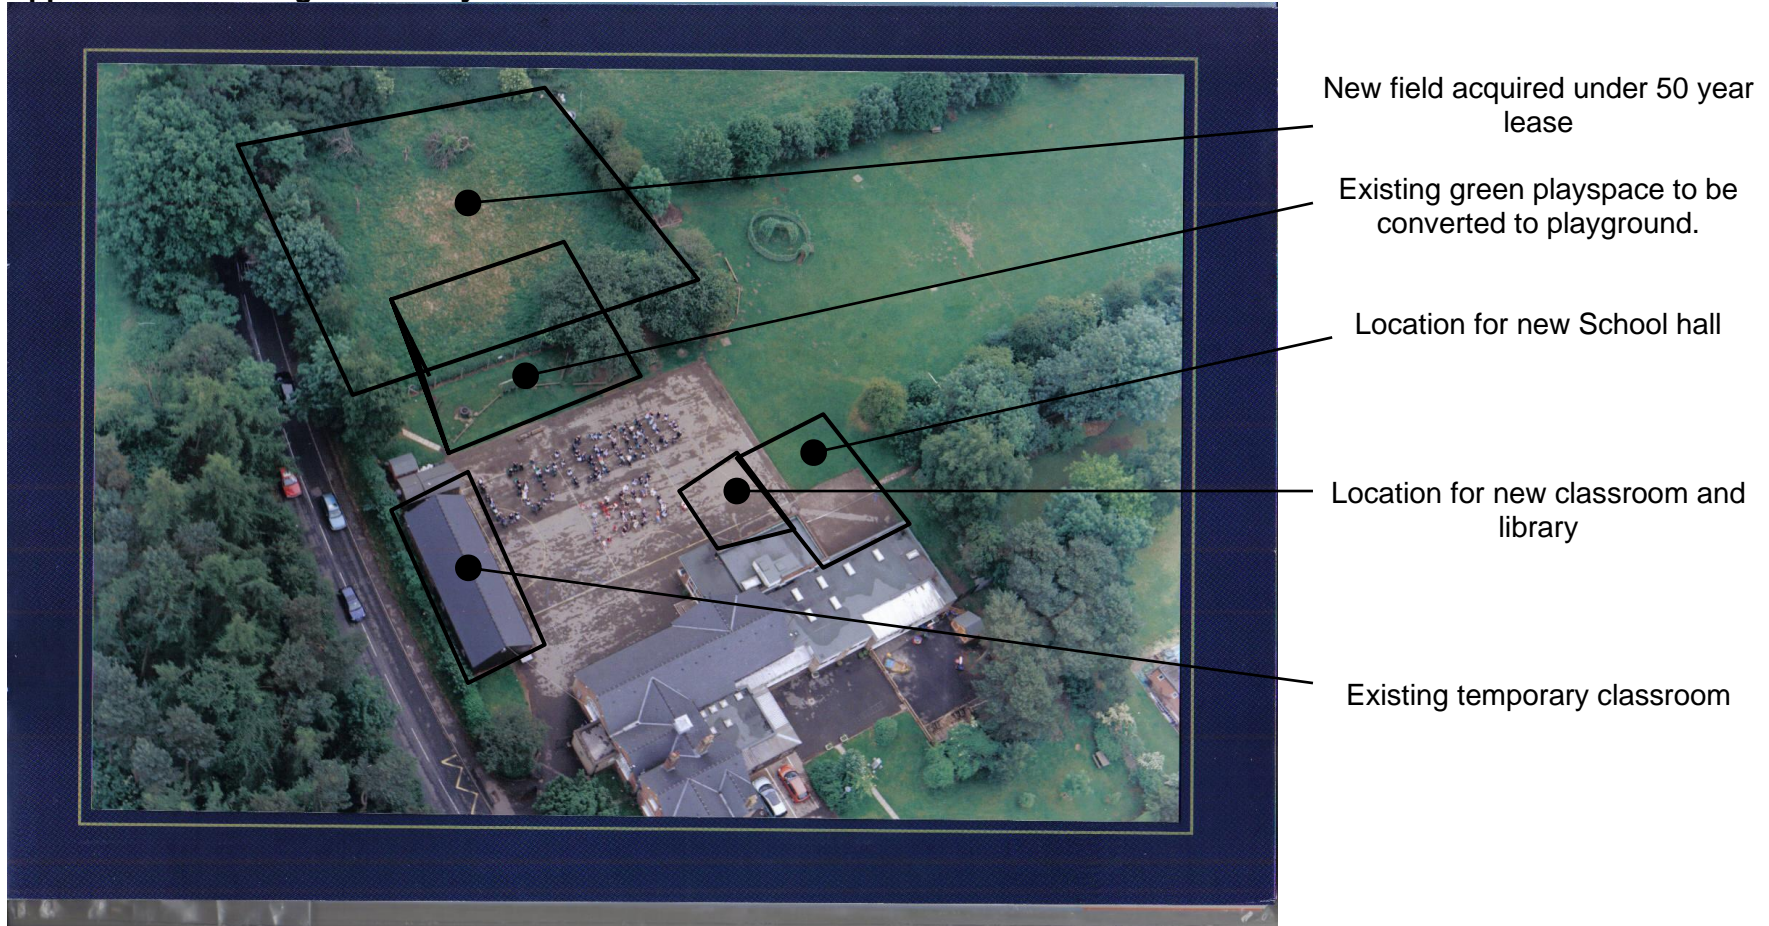 New field acquired under 50 year
lease
Existing green playspace to be
converted to playground.
Location for new School hall
Location for new classroom and
library
Existing temporary classroom